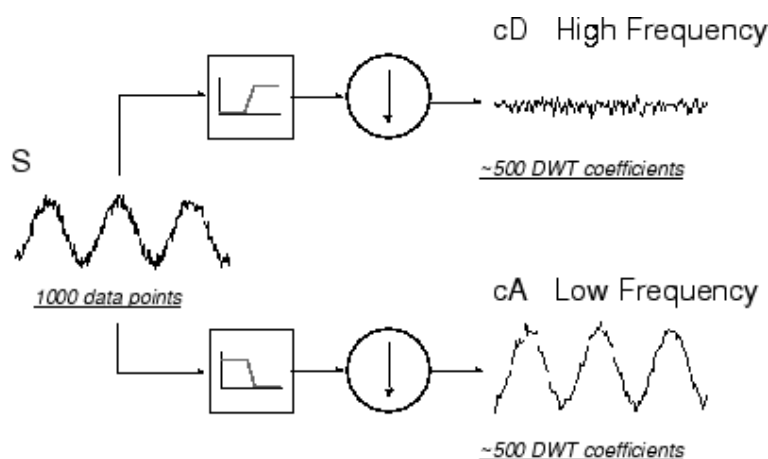 cD High Frequency
~500 DWT coefficients
S
1000 data points
cA Low Frequency
~500 DWT coefficients